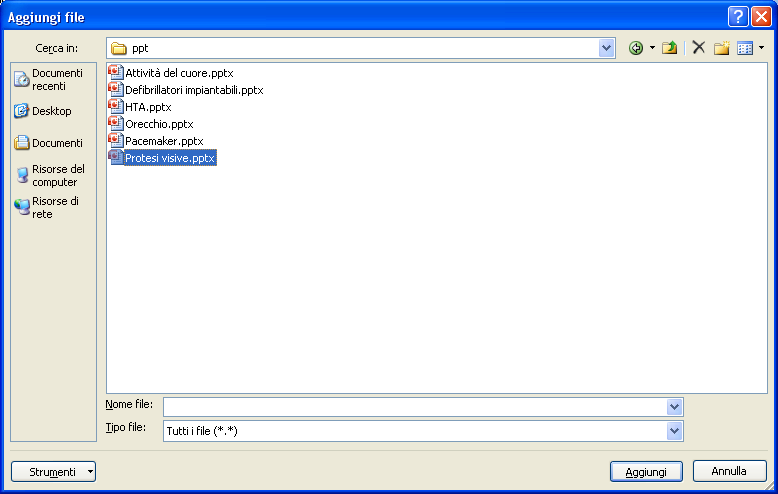 Aggiungi file
Cerca in:
ppt
Documenti
recenti
Desktop
Documenti
Risorse del
computer
Risorse di
rete
Attività del cuore.pptx
Defibrillatori impiantabili.pptx
HTA.pptx
Orecchio.pptx
Pacemaker.pptx
Protesi visive.pptx
Nome file:
Tipo file:
Tutti i file (*.*)
Strumenti
Aggiungi
Annulla